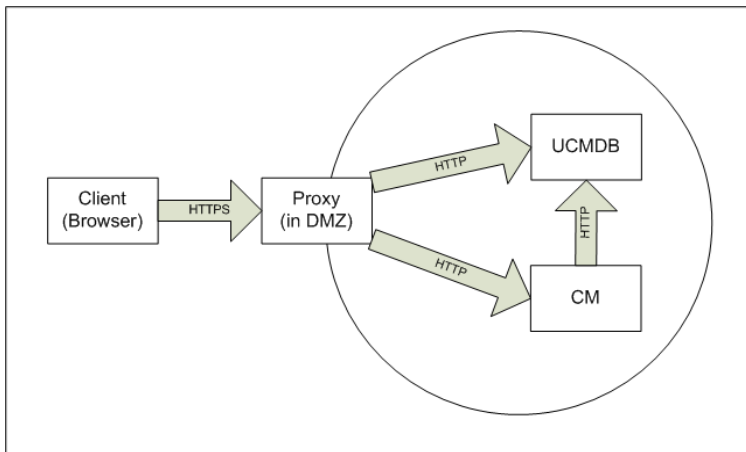 Client
(Browser)
HTTPS
Proxy
(in DMZ)
HTTP
UCMDB
HTTP
HTTP
CM